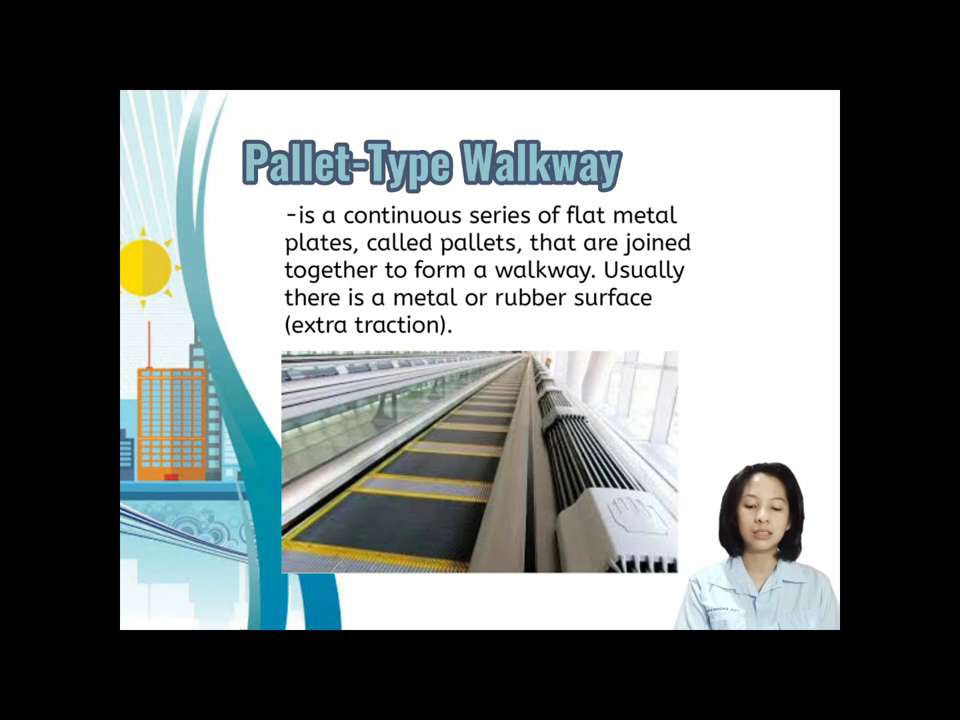 Pallet-Type Walkway
-is a continuous series of flat metal
plates, called pallets, that are joined
together to form a walkway. Usually
there is a metal or rubber surface
(extra traction).